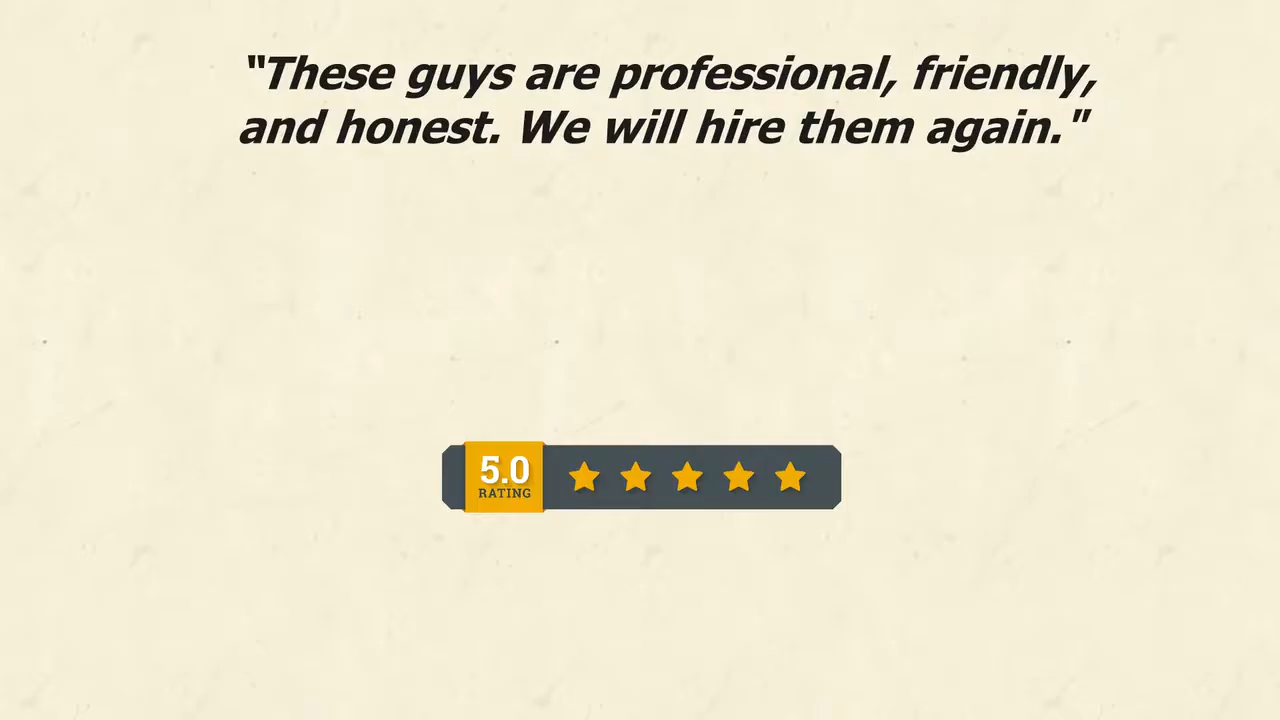 "These guys are professional, friendly,
and honest. We will hire them again."
5.0
RATING